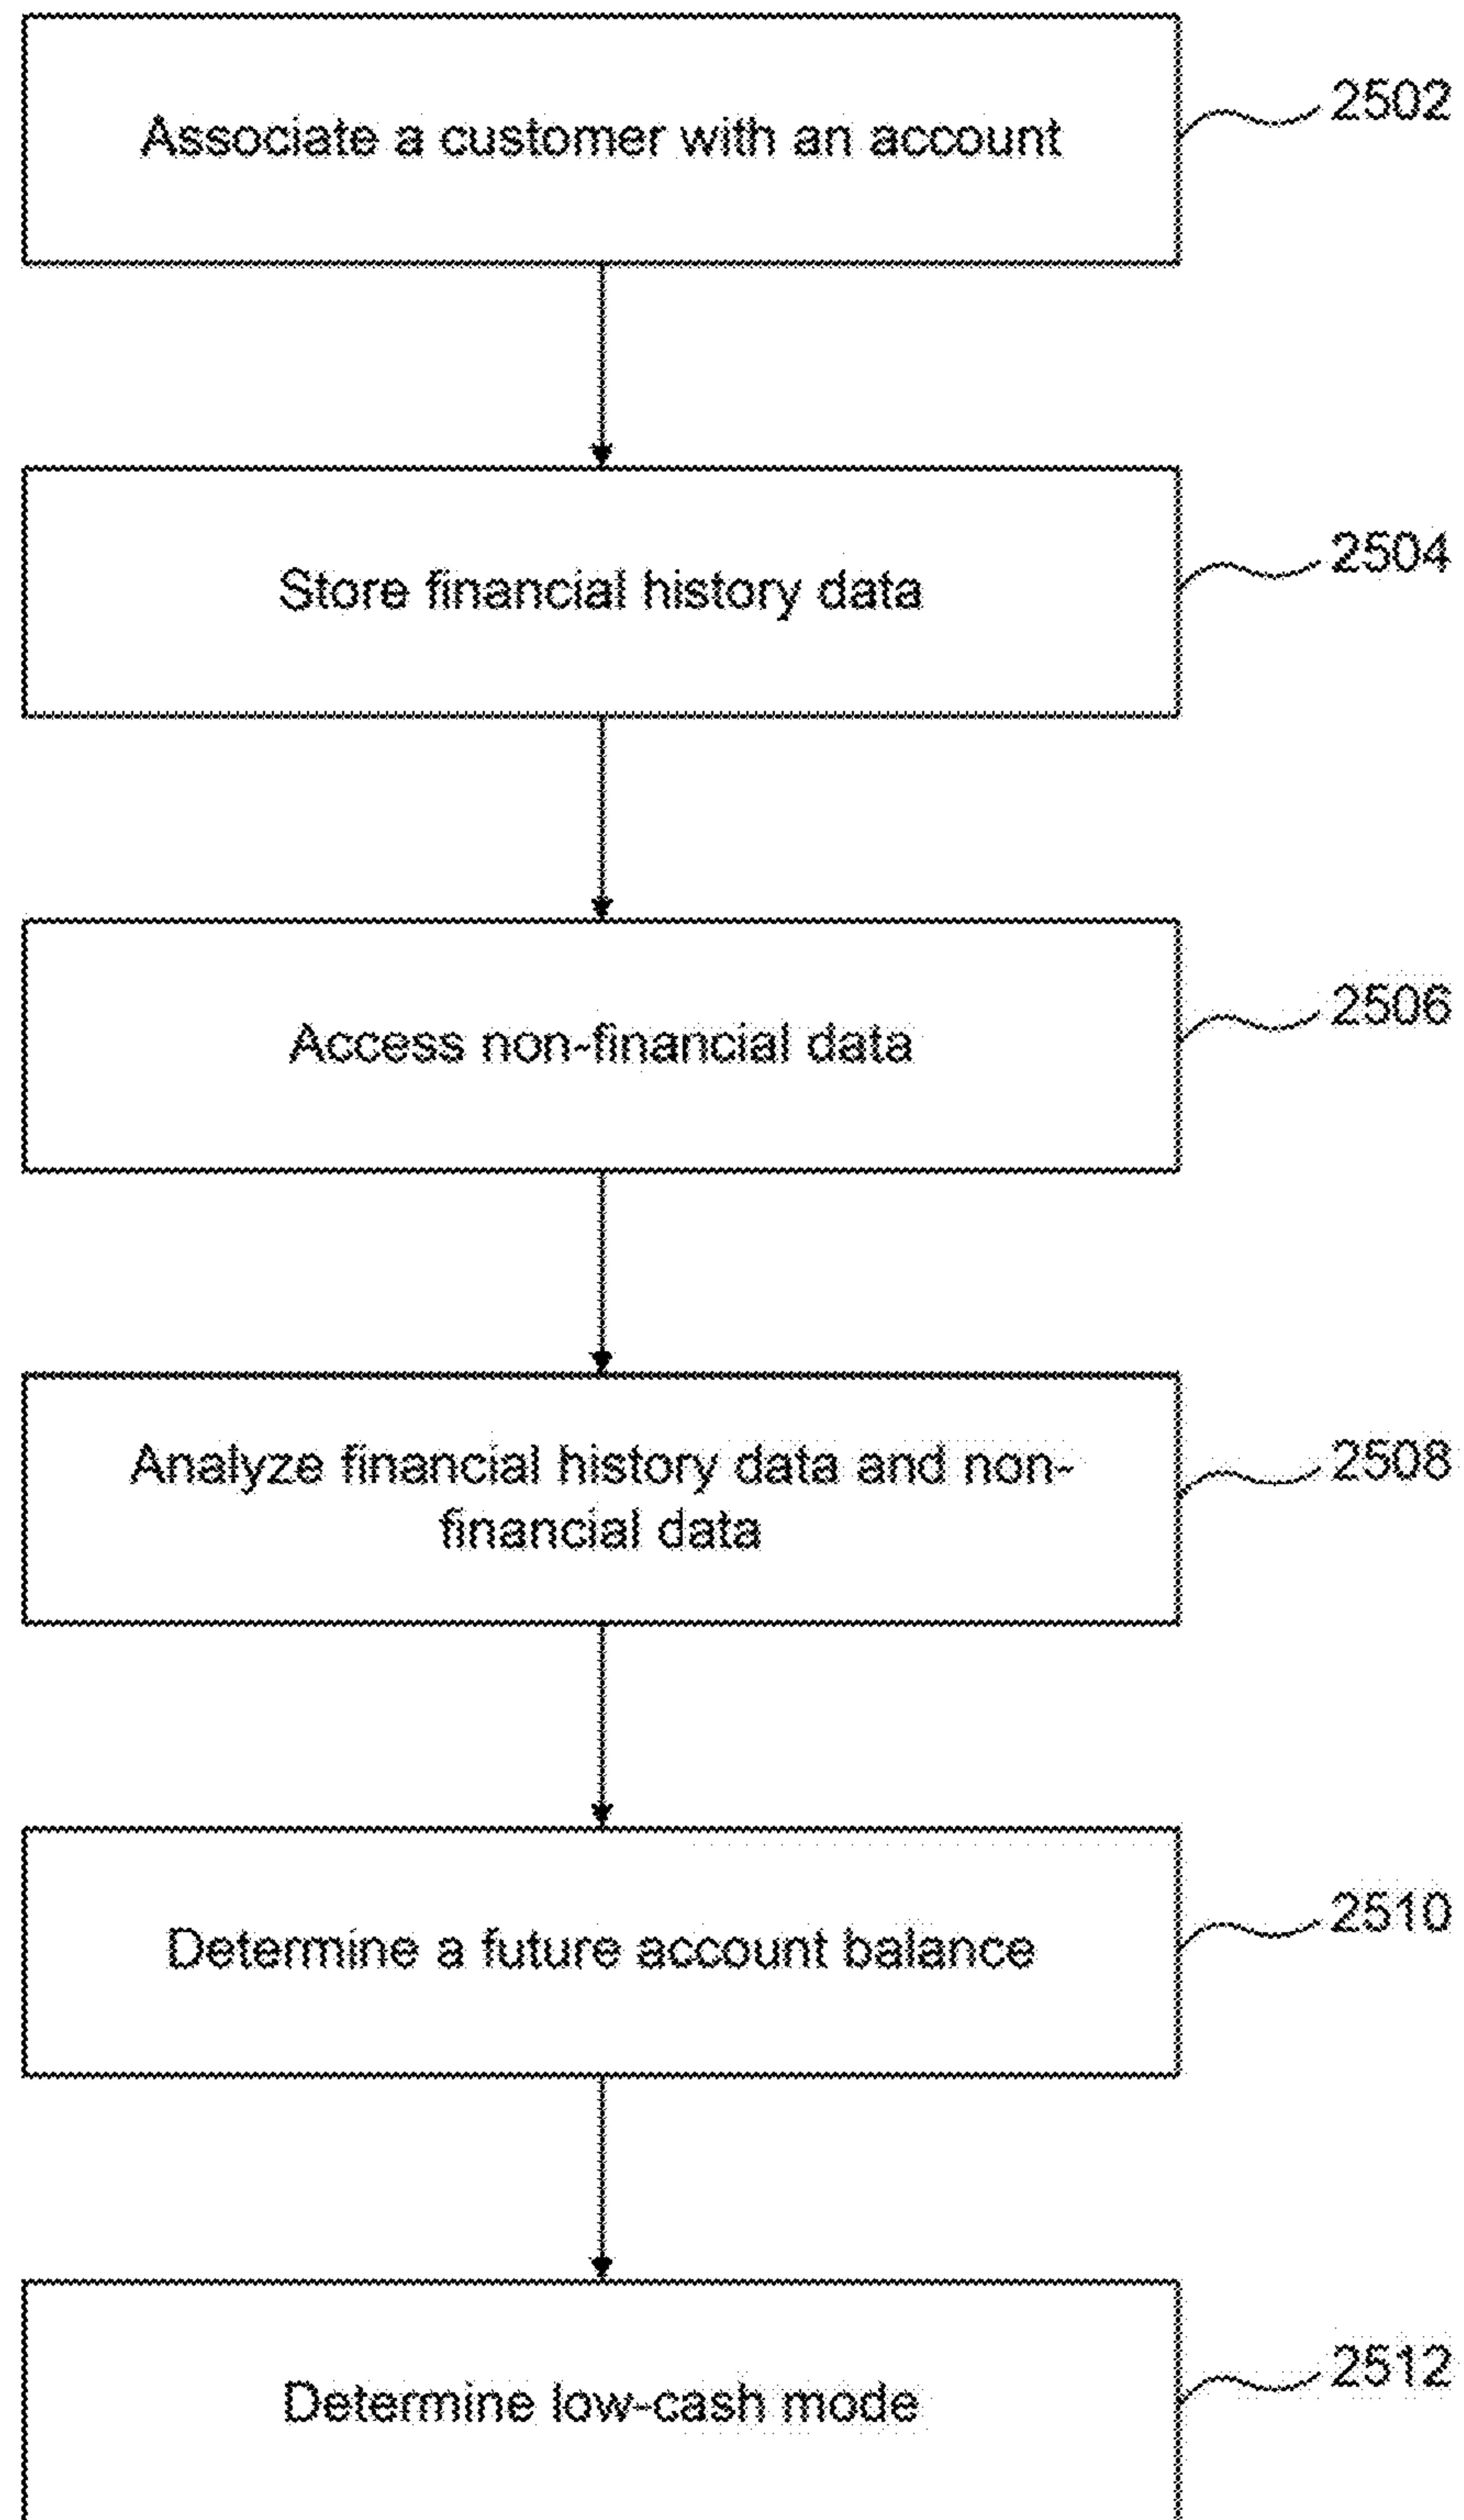 Associate a customer with an account
2502
Store financial history data
2504
Access non-financial data
2506
Analyze financial history data and non-
financial data
2508
Determine a future account balance
2510
Determine low-cash mode
2512